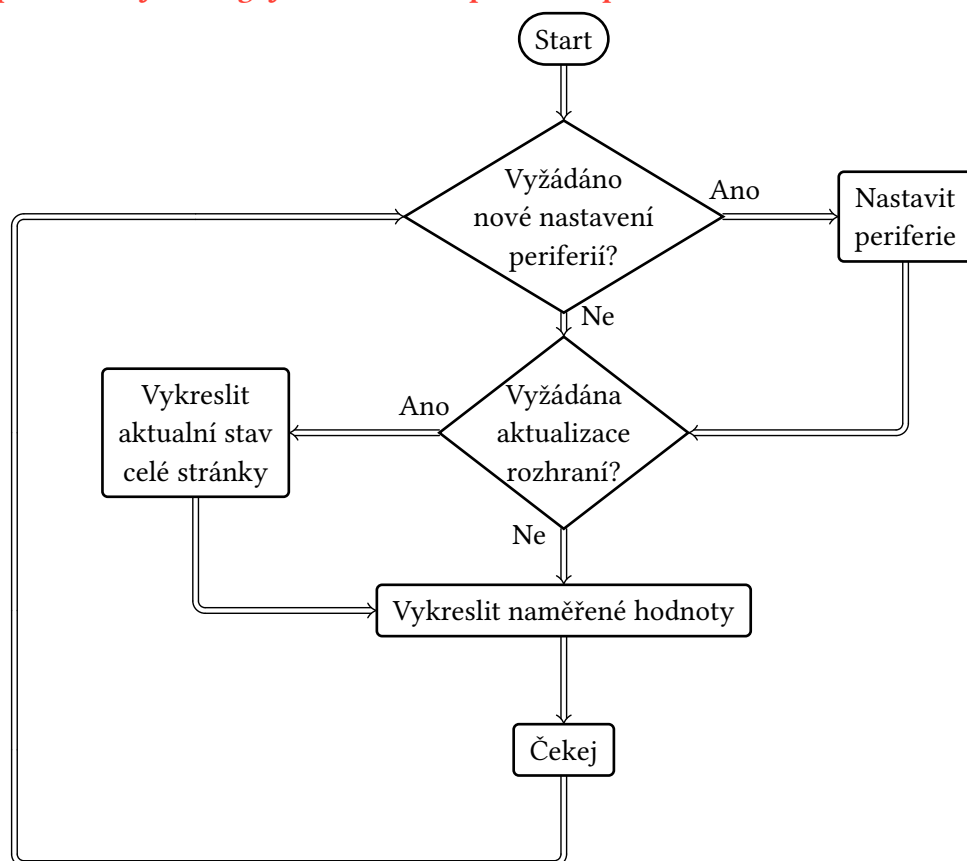 Start
Vyžádáno
nové nastavení
periferií?
Ano
Nastavit
periferie
Ne
Vykreslit
aktualní stav
celé stránky
Ano
Vyžádána
aktualizace
rozhraní?
Ne
Vykreslit naměřené hodnoty
Čekej